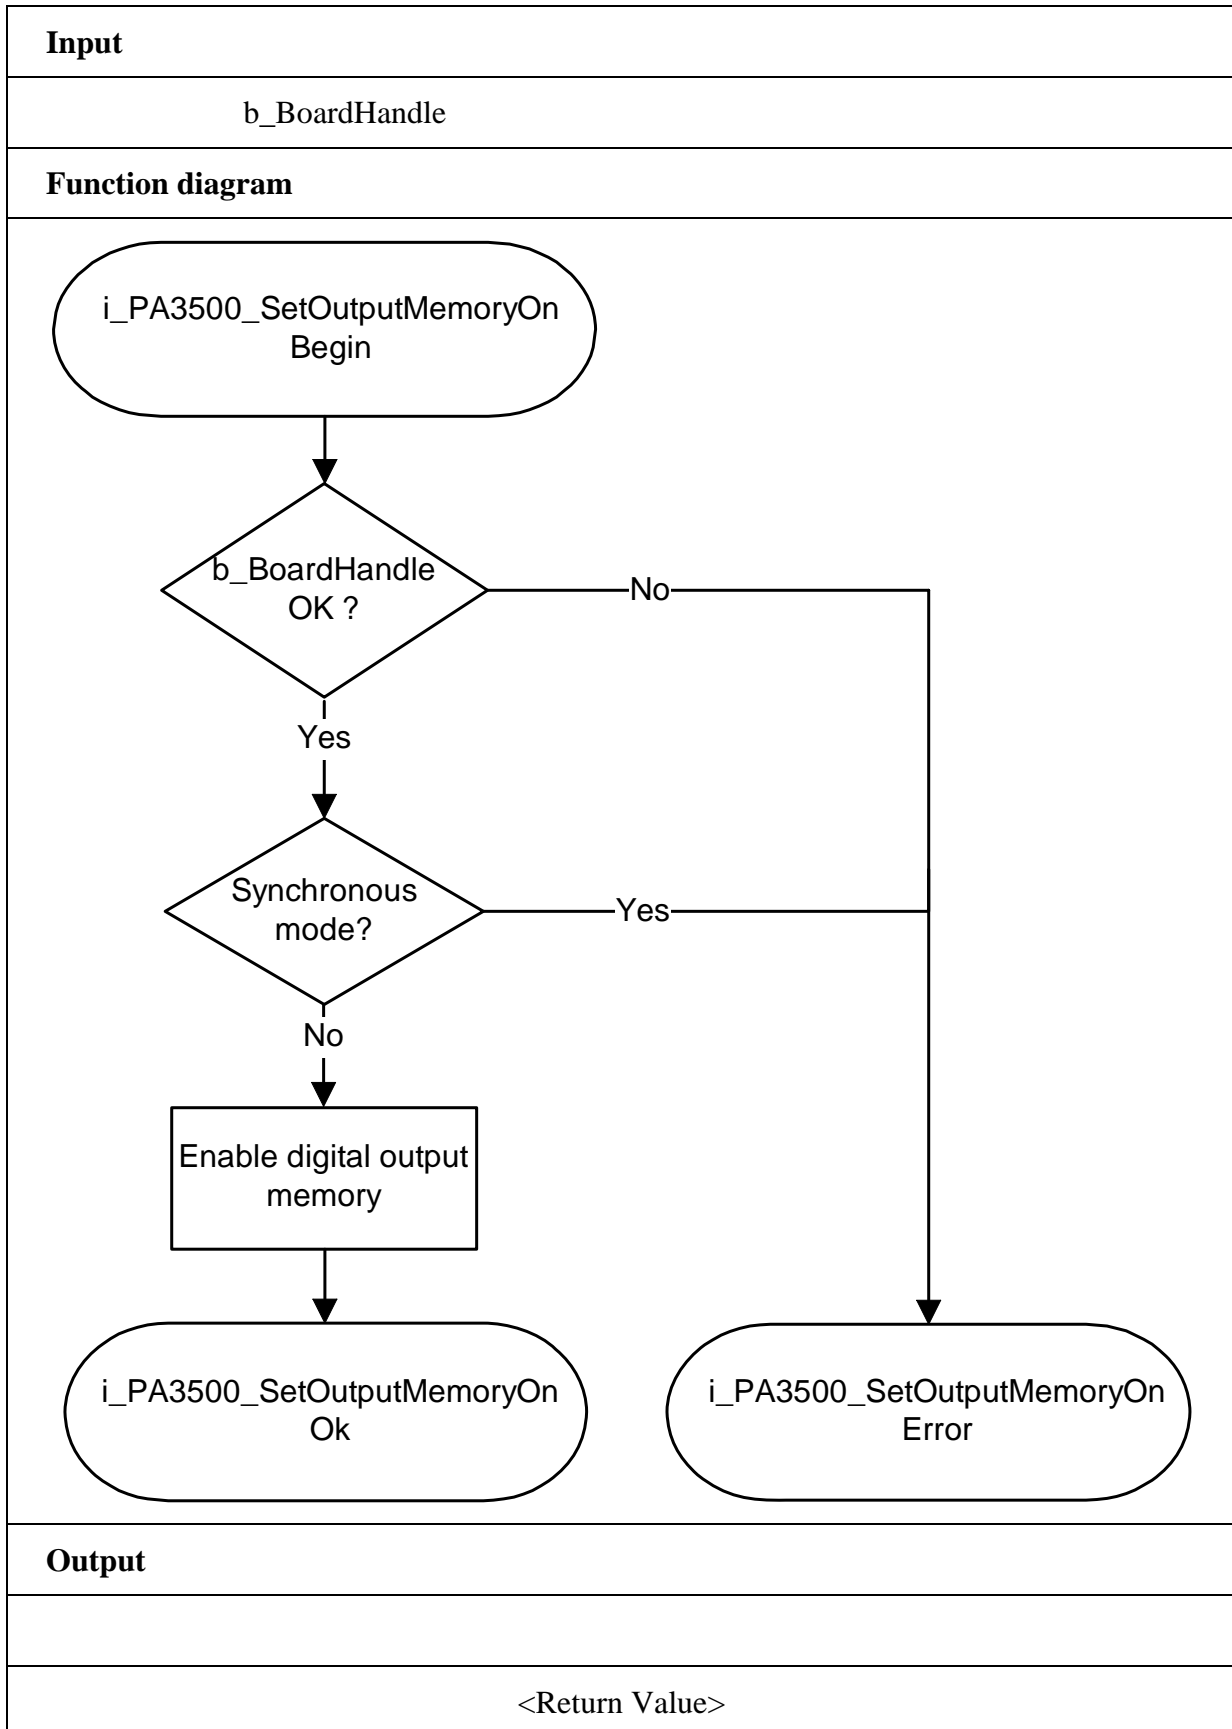 Input
b_BoardHandle
Function diagram
i_PA3500_SetOutputMemoryOn
Begin
b_BoardHandle
OK ?
No
Yes
Synchronous
mode?
Yes
No
Enable digital output
memory
i_PA3500_SetOutputMemoryOn
Ok
i_PA3500_SetOutputMemoryOn
Error
Output
<Return Value>